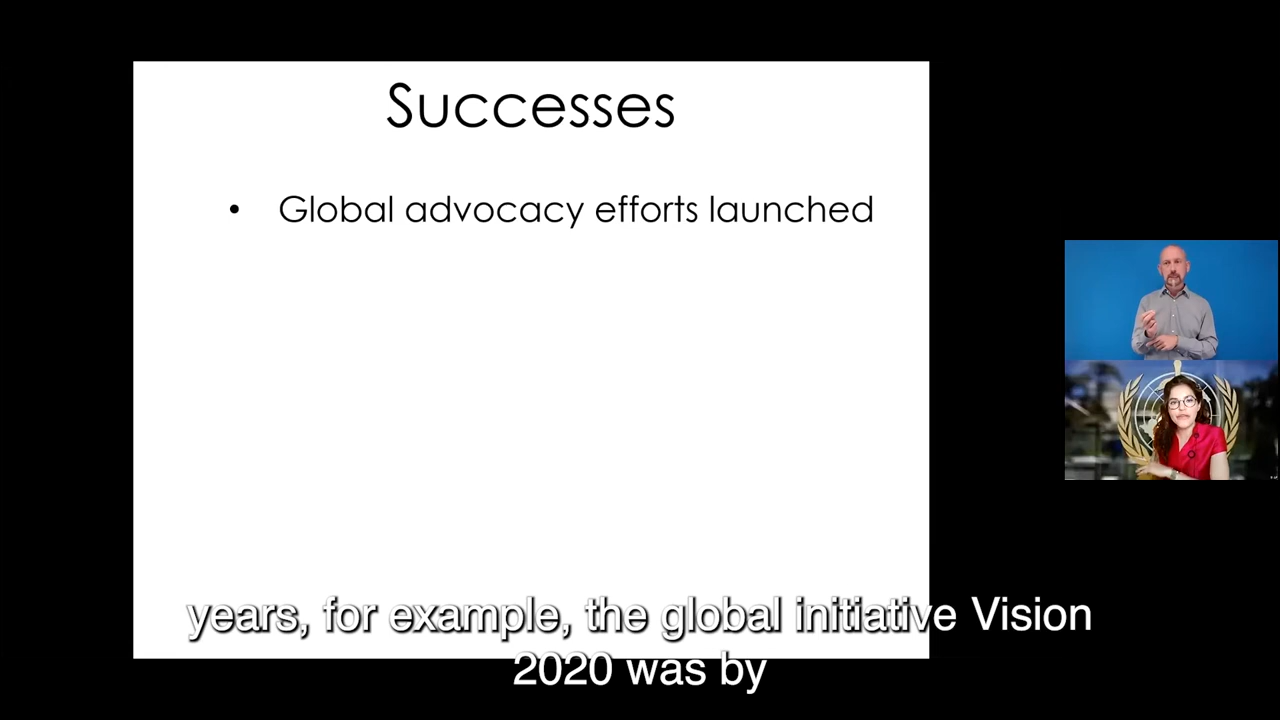 Successes
• Global advocacy efforts launched
years, for example, the global initiative Vision
2020 was by